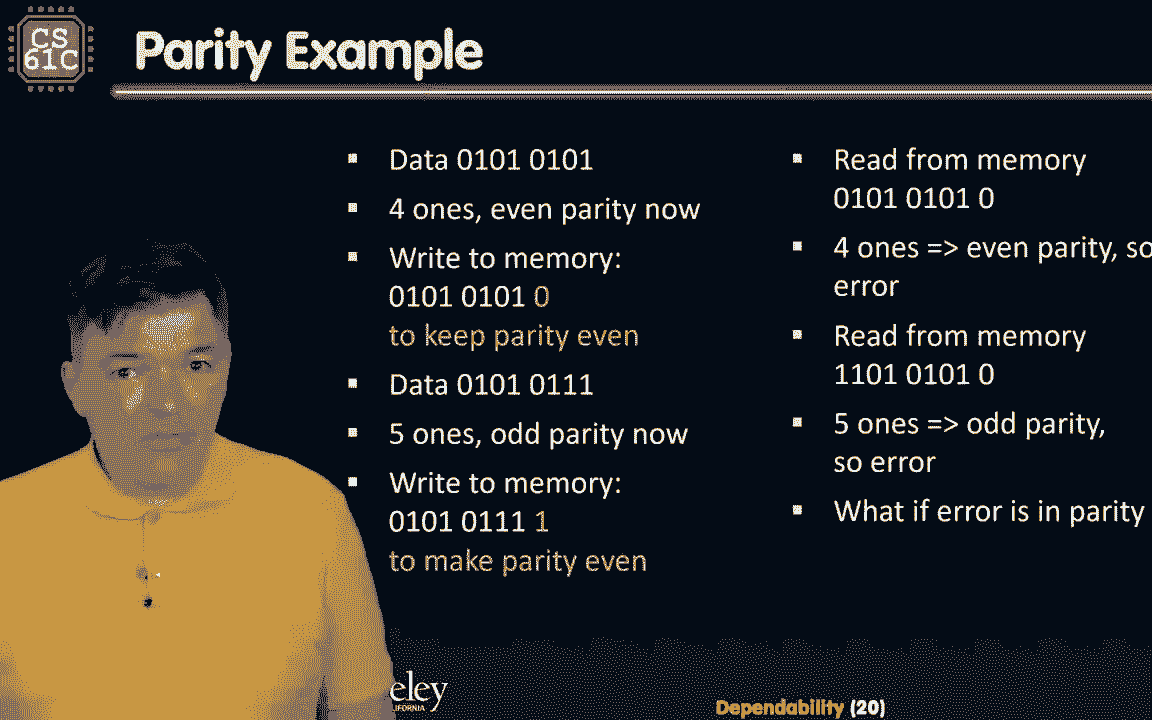 CS
61C
Parity Example
Data 0101 0101
4 ones, even parity now
Write to memory:
0101 0101 0
to keep parity even
Data 0101 0111
5 ones, odd parity now
Write to memory:
0101 0111 1
to make parity even
Read from memory
0101 0101 0
4 ones => even parity, so
error
Read from memory
1101 0101 0
5 ones => odd parity,
so error
What if error is in parity
eley
IFORNIA
Dependability (20)